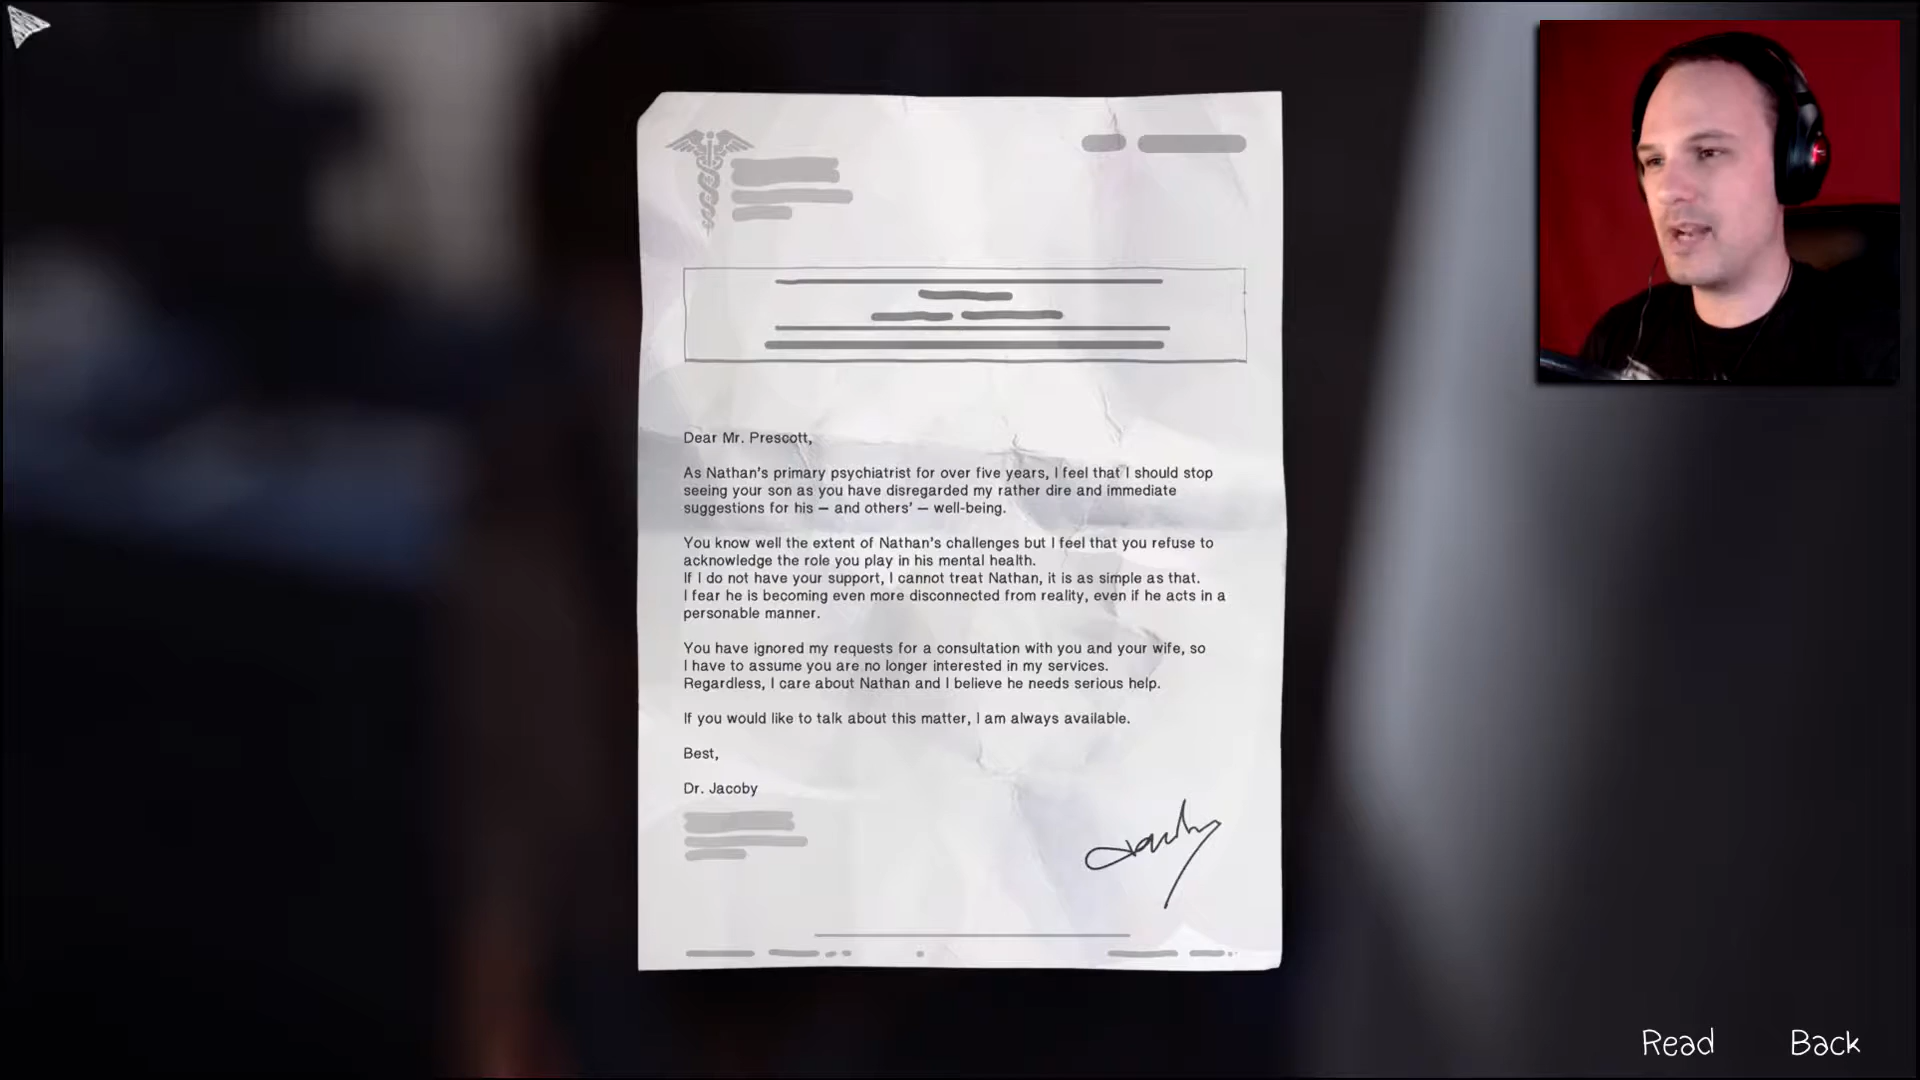 Dear Mr. Prescott,
As Nathan's primary psychiatrist for over five years, I feel that I should stop
seeing your son as you have disregarded my rather dire and immediate
suggestions for his — and others' — well-being.
You know well the extent of Nathan's challenges but I feel that you refuse to
acknowledge the role you play in his mental health.
If I do not have your support, I cannot treat Nathan, it is as simple as that.
I fear he is becoming even more disconnected from reality, even if he acts in a
personable manner.
You have ignored my requests for a consultation with you and your wife, so
I have to assume you are no longer interested in my services.
Regardless, I care about Nathan and I believe he needs serious help.
If you would like to talk about this matter, I am always available.
Best,
Dr. Jacoby
Read
Back